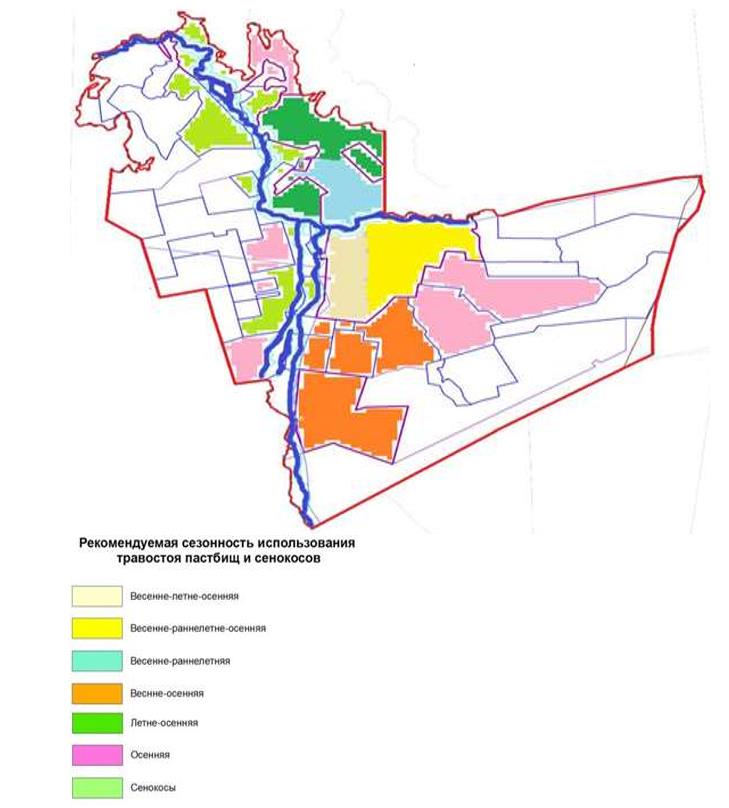 Рекомендуемая сезонность использования
травостоя пастбищ и сенокосов
Весенне-летне-осенняя
Весенне-раннелетне-осенняя
Весенне-раннелетняя
Веснне-осенняя
Летне-осенняя
Осенняя
Сенокосы